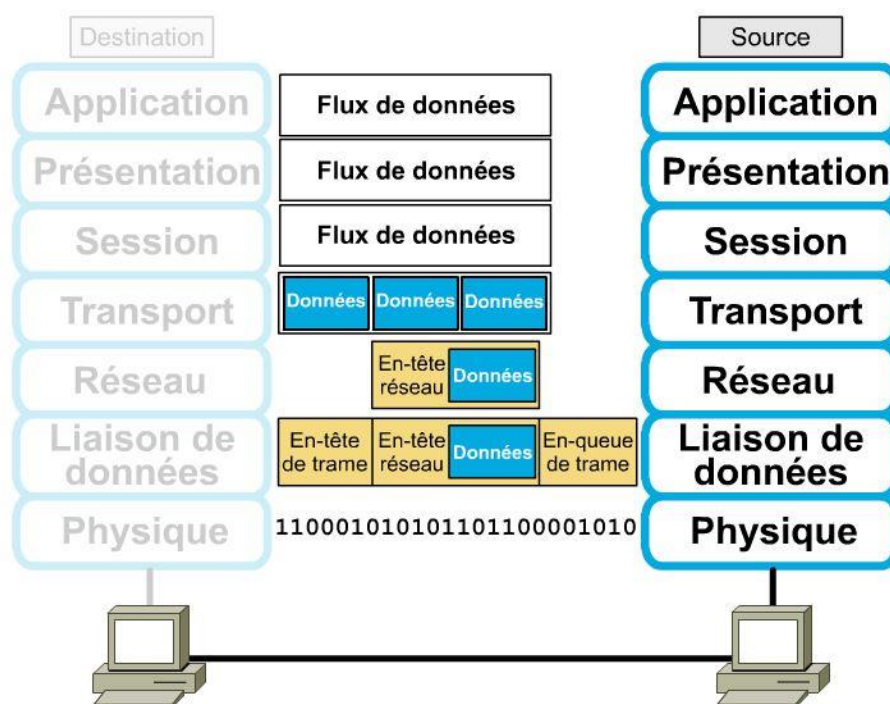 Destination
Source
Application
Flux de données
Application
Présentation
Flux de données
Présentation
Session
Flux de données
Session
Transport
Données Données Données
Transport
Réseau
En-tête
réseau
Données
Réseau
Liaison de
données
En-tête
de trame
En-tête
réseau
Données
En-queue
de trame
Liaison de
données
Physique
110001010101101100001010
Physique